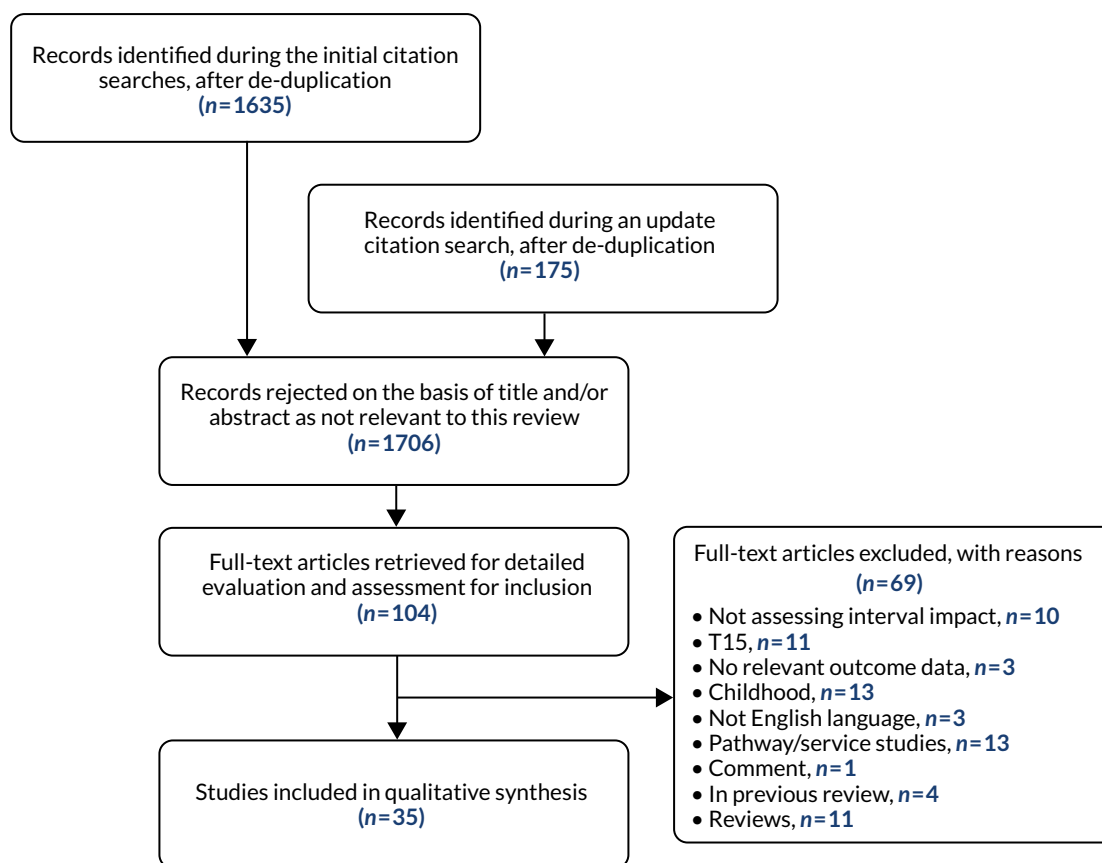 Records identified during the initial citation
searches, after de-duplication
(n=1635)
Records identified during an update
citation search, after de-duplication
(n=175)
Records rejected on the basis of title and/or
abstract as not relevant to this review
(n=1706)
Full-text articles retrieved for detailed
evaluation and assessment for inclusion
(n=104)
Full-text articles excluded, with reasons
(n=69)
• Not assessing interval impact, n=10
• T15, n=11
• No relevant outcome data, n=3
• Childhood, n=13
• Not English language, n=3
• Pathway/service studies, n=13
• Comment, n=1
• In previous review, n=4
• Reviews, n=11
Studies included in qualitative synthesis
(n=35)